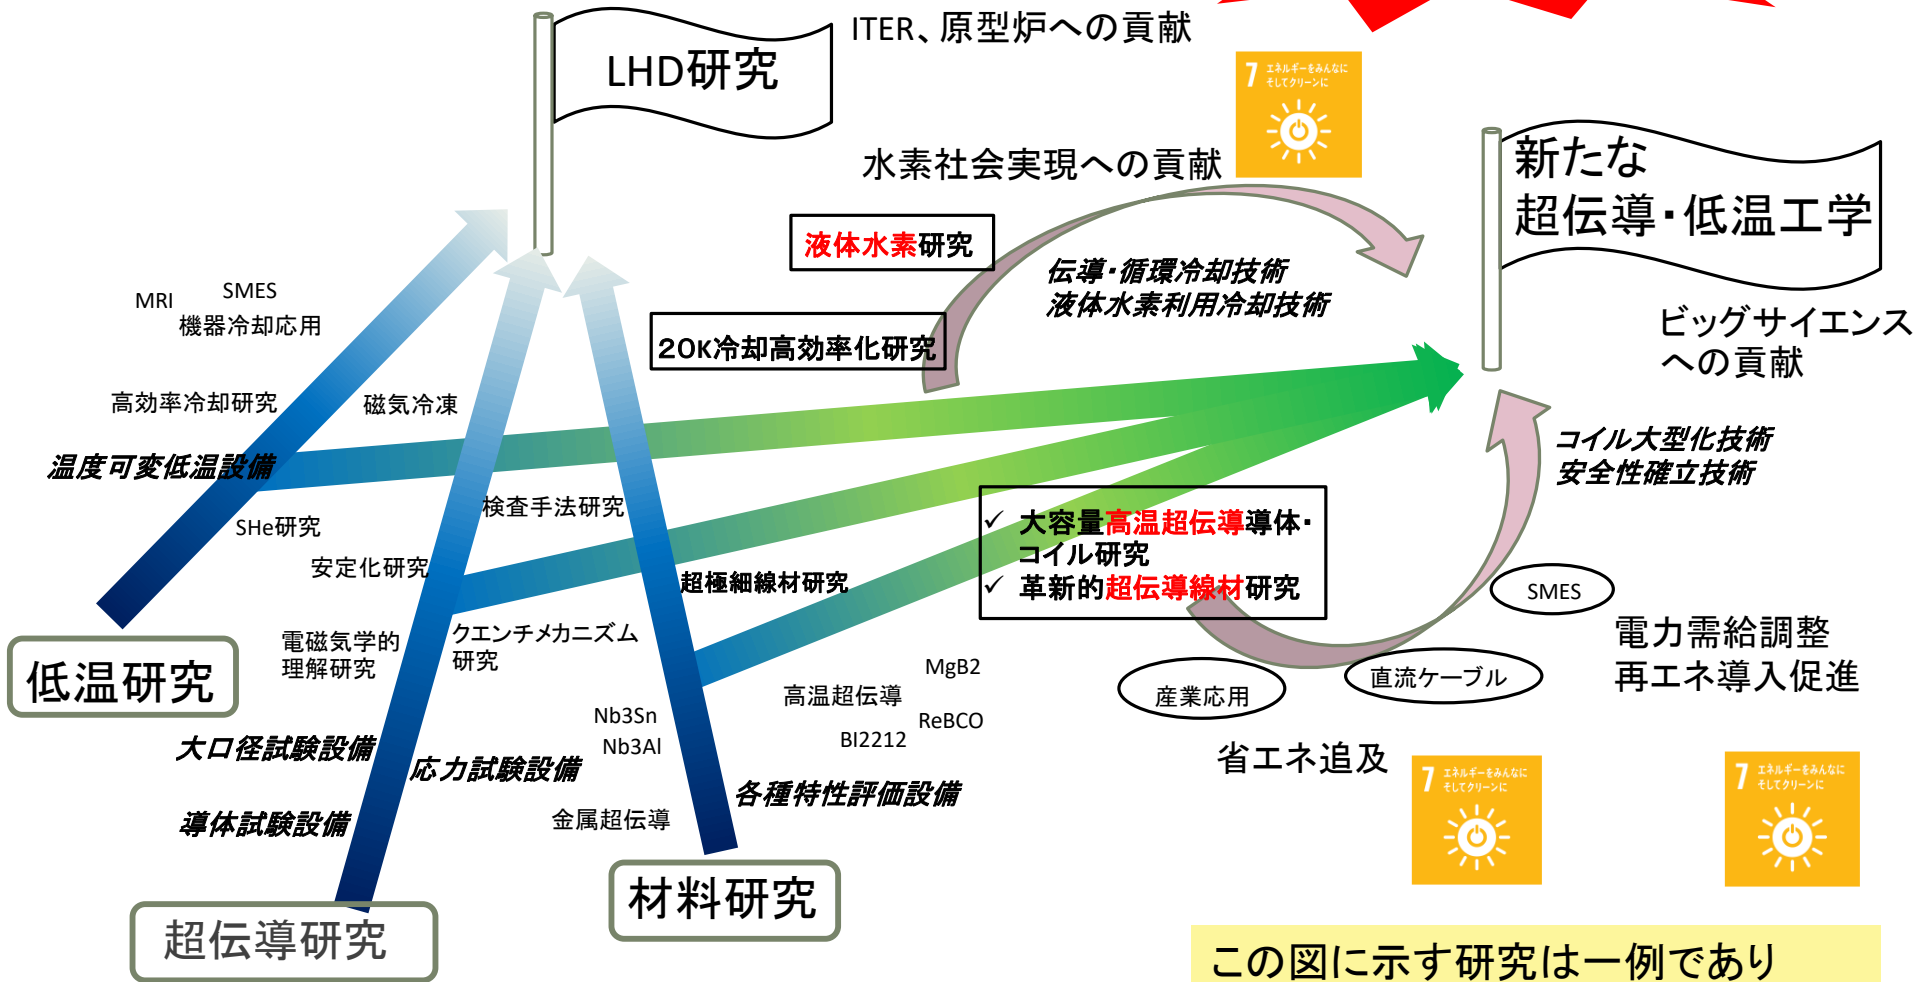 ITER、原型炉への貢献
LHD研究
7 エネルギーをみんなに
そしてクリーンに
水素社会実現への貢献
新たな
超伝導・低温工学
液体水素研究
伝導・循環冷却技術
液体水素利用冷却技術
MRI
SMES
機器冷却応用
20K冷却高効率化研究
ビッグサイエンス
への貢献
高効率冷却研究
磁気冷凍
温度可変低温設備
コイル大型化技術
安全性確立技術
検査手法研究
SHe研究
安定化研究
✓ 大容量高温超伝導導体・
コイル研究
✓ 革新的超伝導線材研究
超極細線材研究
SMES
電磁気学的
理解研究
クエンチメカニズム
研究
電力需給調整
再エネ導入促進
低温研究
MgB2
高温超伝導
ReBCO
BI2212
産業応用
直流ケーブル
Nb3Sn
Nb3Al
大口径試験設備
応力試験設備
省エネ追及
各種特性評価設備
導体試験設備
金属超伝導
7 エネルギーをみんなに
そしてクリーンに
7 エネルギーをみんなに
そしてクリーンに
材料研究
超伝導研究
この図に示す研究は一例であり